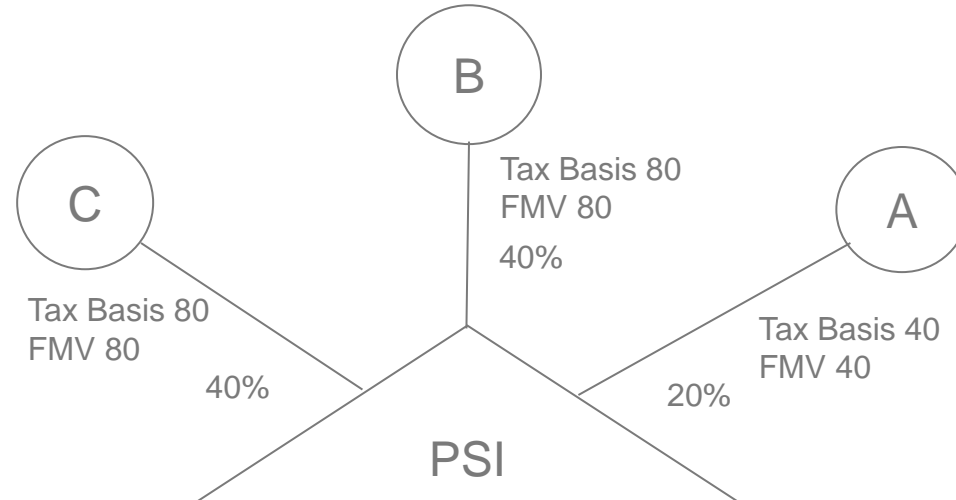 B
C
A
Tax Basis 80
FMV 80
40%
Tax Basis 80
FMV 80
40%
Tax Basis 40
FMV 40
20%
PSI